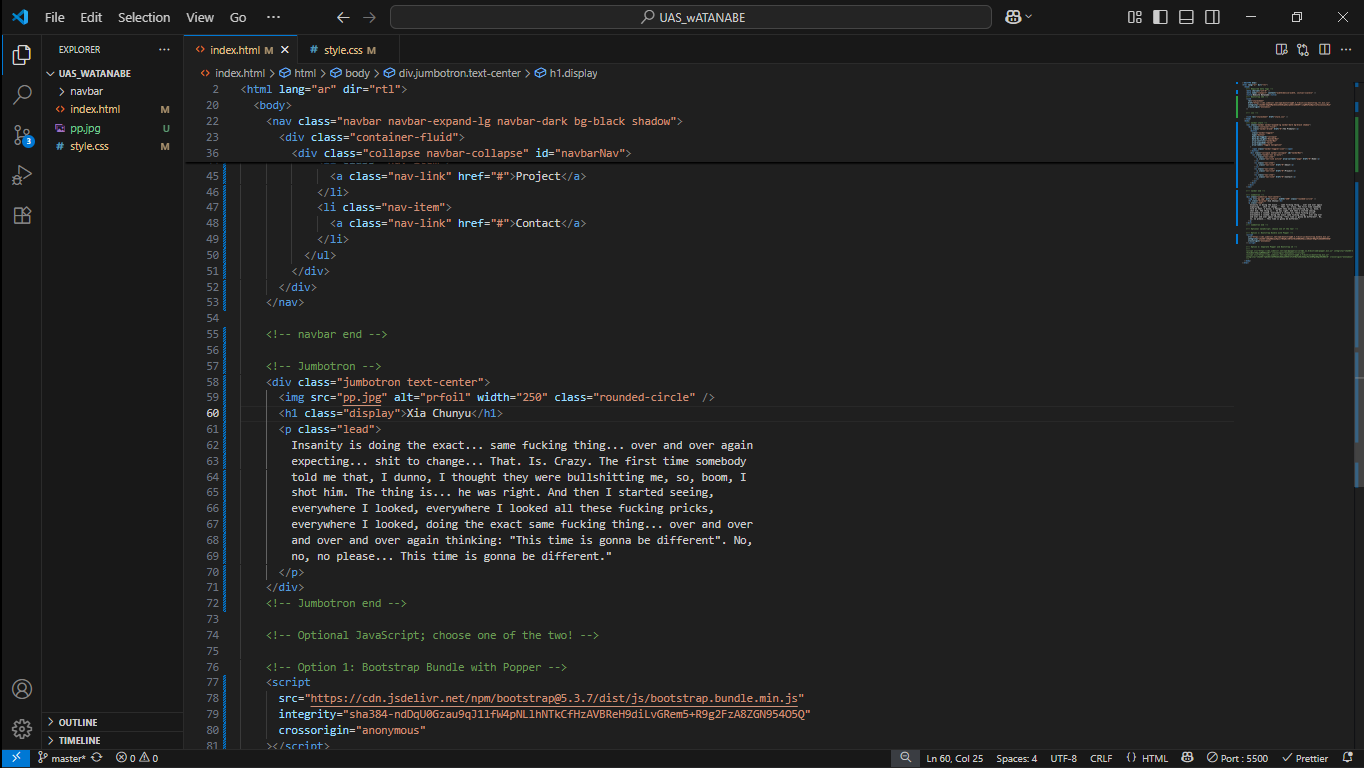 File Edit Selection View Go ··· UAS_wATANABE
EXPLORER ···
UAS_WATANABE
navbar
index.html M
pp.jpg U
style.css M
OUTLINE
TIMELINE
3
index.html M style.css M
index.html > html > body > div.jumbotron.text-center > h1.display
2 <html lang="ar" dir="rtl">
20 <body>
22 <nav class="navbar navbar-expand-lg navbar-dark bg-black shadow">
23 <div class="container-fluid">
36 <div class="collapse navbar-collapse" id="navbarNav">
45 <a class="nav-link" href="#">Project</a>
46 </li>
47 <li class="nav-item">
48 <a class="nav-link" href="#">Contact</a>
49 </li>
50 </ul>
51 </div>
52 </div>
53 </nav>
54
55 <!-- navbar end -->
56
57 <!-- Jumbotron -->
58 <div class="jumbotron text-center">
59 <img src="pp.jpg" alt="prfoil" width="250" class="rounded-circle" />
60 <h1 class="display">Xia Chunyu</h1>
61 <p class="lead">
62 Insanity is doing the exact... same fucking thing... over and over again
63 expecting... shit to change... That. Is. Crazy. The first time somebody
64 told me that, I dunno, I thought they were bullshitting me, so, boom, I
65 shot him. The thing is... he was right. And then I started seeing,
66 everywhere I looked, everywhere I looked all these fucking pricks,
67 everywhere I looked, doing the exact same fucking thing... over and over
68 and over and over again thinking: "This time is gonna be different". No,
69 no, no please... This time is gonna be different."
70 </p>
71 </div>
72 <!-- Jumbotron end -->
73
74 <!-- Optional JavaScript; choose one of the two! -->
75
76 <!-- Option 1: Bootstrap Bundle with Popper -->
77 <script
78 src="https://cdn.jsdelivr.net/npm/bootstrap@5.3.7/dist/js/bootstrap.bundle.min.js"
79 integrity="sha384-ndDqU0Gzau9qJ1lfW4pNLlhNTkCfHzAVBReH9diLvGRem5+R9g2FzA8ZGN954O5Q"
80 crossorigin="anonymous"
81 ></script>
master* 0 0 Ln 60, Col 25 Spaces: 4 UTF-8 CRLF {} HTML Port : 5500 Prettier